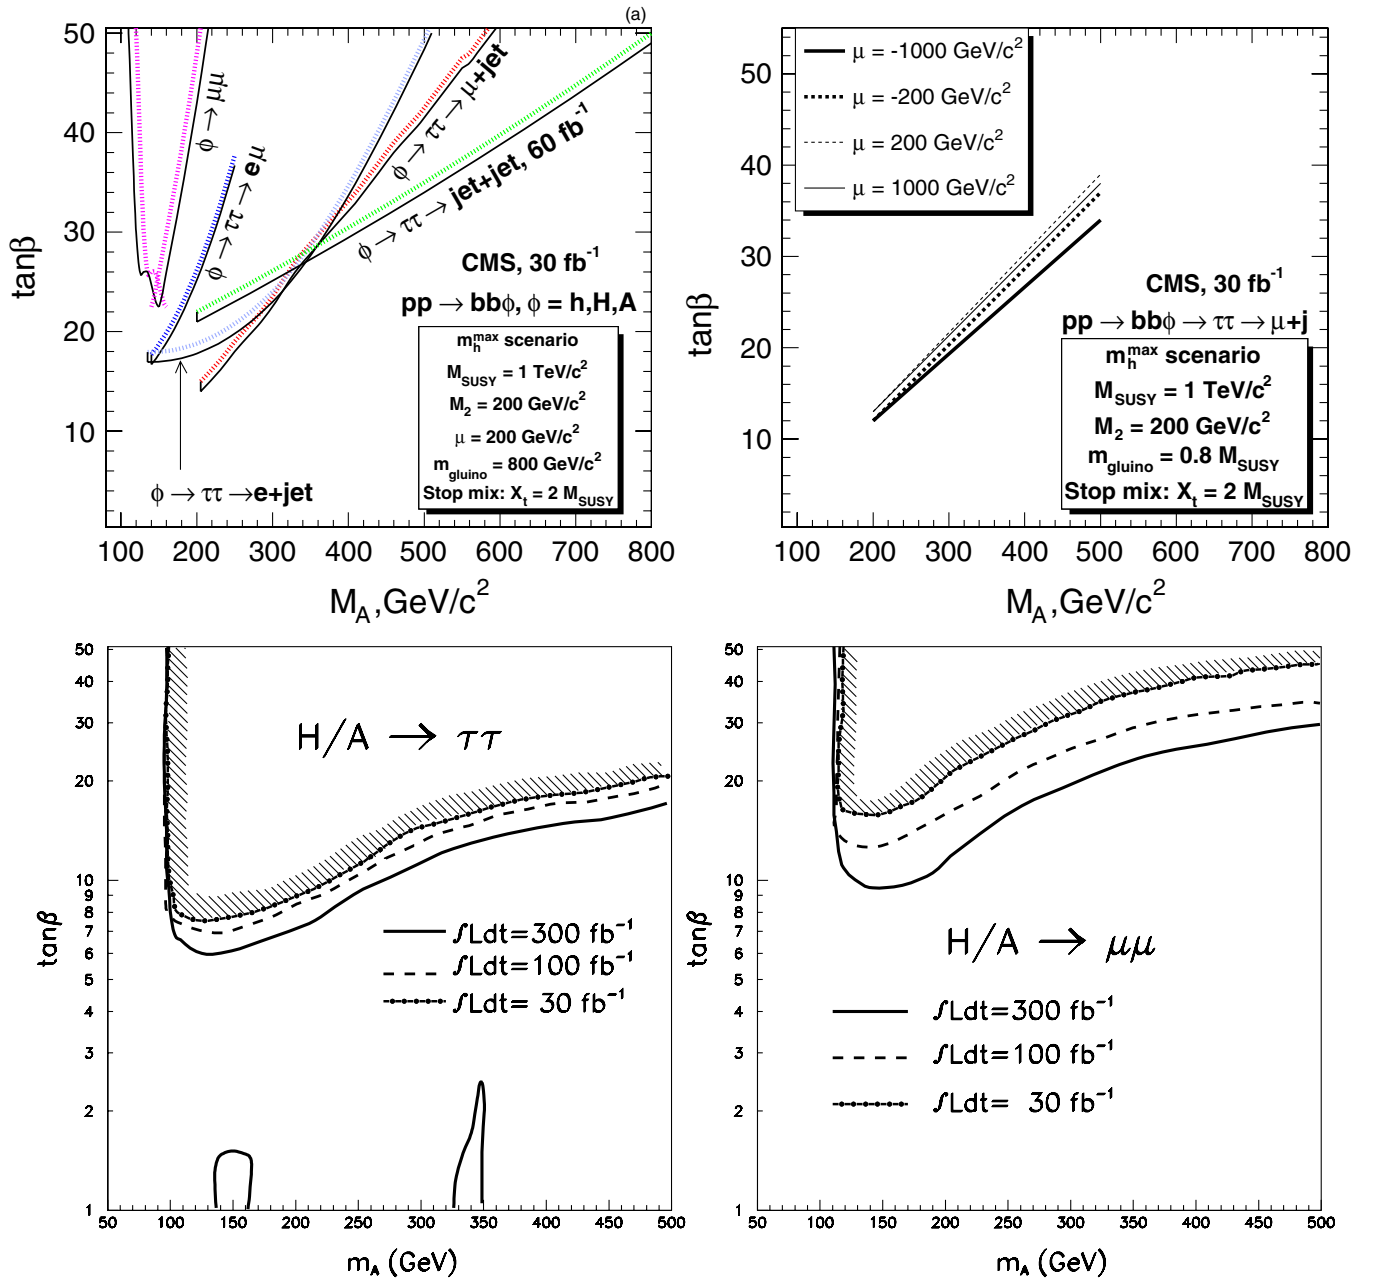 (a)
50
40
30
20
10
tanβ
ϕ → μμ
ϕ → ττ → eμ
ϕ → ττ → μ+jet
ϕ → ττ → jet+jet, 60 fb⁻¹
CMS, 30 fb⁻¹
pp → bbϕ, ϕ = h,H,A
m_h^max scenario
M_SUSY = 1 TeV/c²
M₂ = 200 GeV/c²
μ = 200 GeV/c²
m_gluino = 800 GeV/c²
Stop mix: X_t = 2 M_SUSY
ϕ → ττ →e+jet
100 200 300 400 500 600 700 800
M_A,GeV/c²
50
40
30
20
10
tanβ
μ = -1000 GeV/c²
μ = -200 GeV/c²
μ = 200 GeV/c²
μ = 1000 GeV/c²
CMS, 30 fb⁻¹
pp → bbϕ → ττ → μ+j
m_h^max scenario
M_SUSY = 1 TeV/c²
M₂ = 200 GeV/c²
m_gluino = 0.8 M_SUSY
Stop mix: X_t = 2 M_SUSY
100 200 300 400 500 600 700 800
M_A,GeV/c²
50
40
30
20
10
9
8
7
6
5
4
3
2
1
tanβ
H/A → ττ
∫Ldt=300 fb⁻¹
∫Ldt=100 fb⁻¹
∫Ldt= 30 fb⁻¹
50 100 150 200 250 300 350 400 450 500
m_A (GeV)
50
40
30
20
10
9
8
7
6
5
4
3
2
1
tanβ
H/A → μμ
∫Ldt=300 fb⁻¹
∫Ldt=100 fb⁻¹
∫Ldt= 30 fb⁻¹
50 100 150 200 250 300 350 400 450 500
m_A (GeV)